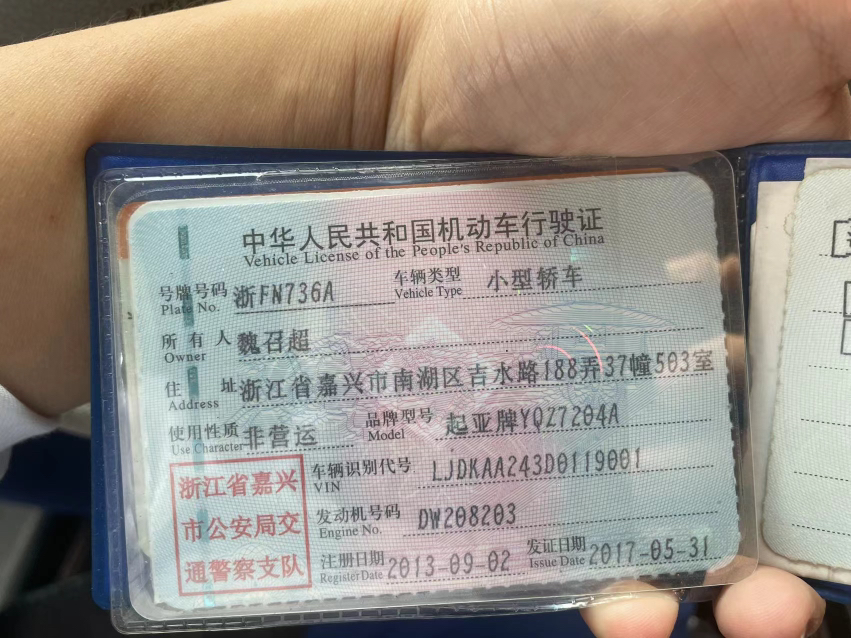 中华人民共和国机动车行驶证
Vehicle License of the People's Republic of China
号牌号码 浙FN736A 车辆类型 小型轿车
Plate No. Vehicle Type
所有人 魏召超
Owner
住址 浙江省嘉兴市南湖区吉水路188弄37幢503室
Address
使用性质 非营运 品牌型号 起亚牌YQZ7204A
Use Character Model
浙江省嘉兴
市公安局交
通警察支队
车辆识别代号 LJDKAA243D0119001
VIN
发动机号码 DW208203
Engine No.
注册日期 2013-09-02 发证日期 2017-05-31
Register Date Issue Date